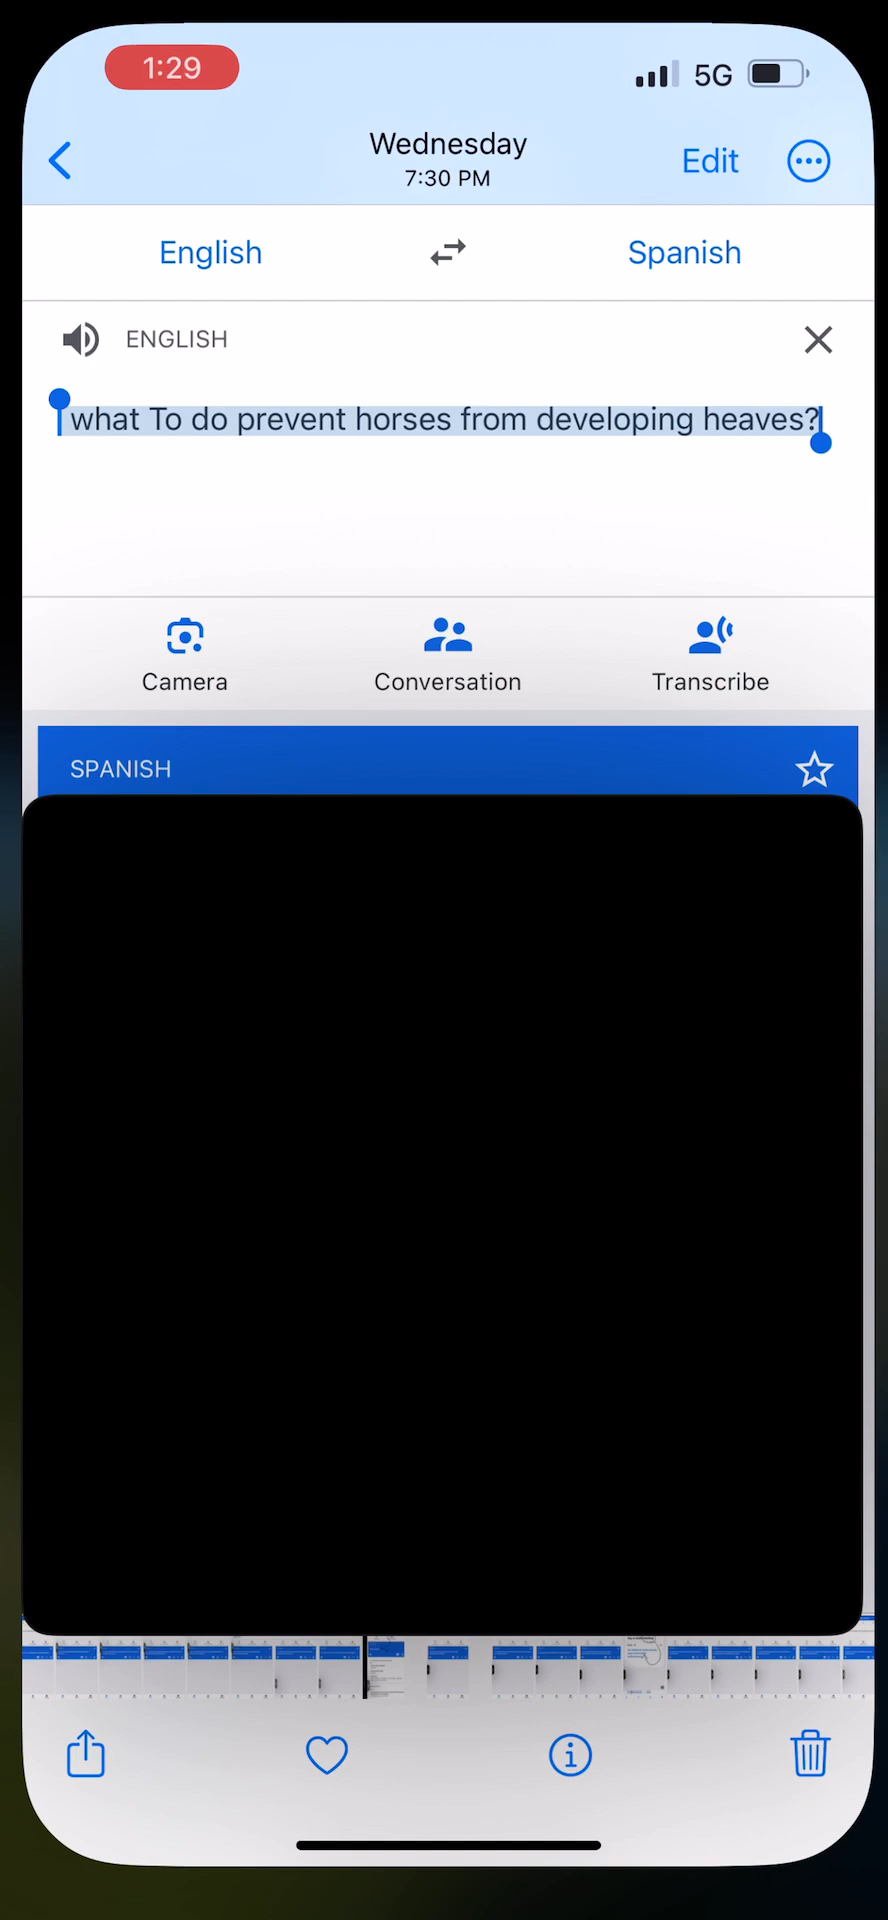 1:29
5G
Wednesday
7:30 PM
Edit
English
Spanish
ENGLISH
what To do prevent horses from developing heaves?
Camera
Conversation
Transcribe
SPANISH